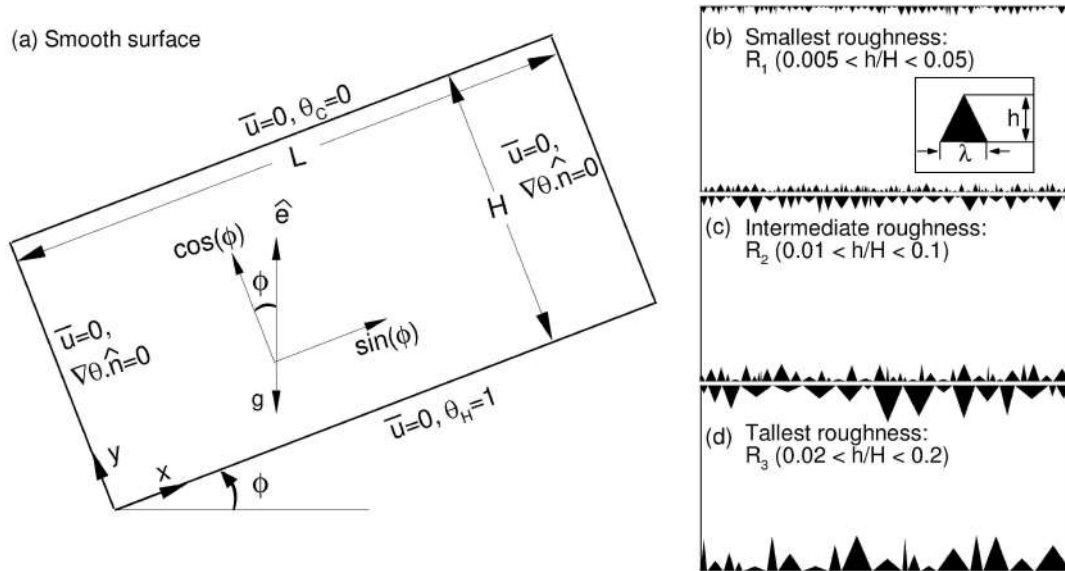 (a) Smooth surface
u̅=0, θ_C=0
L
u̅=0,
∇θ.n̂=0
H
ê
cos(ϕ)
ϕ
sin(ϕ)
g
u̅=0,
∇θ.n̂=0
u̅=0, θ_H=1
y
x
ϕ
(b) Smallest roughness:
R_1 (0.005 < h/H < 0.05)
h
λ
(c) Intermediate roughness:
R_2 (0.01 < h/H < 0.1)
(d) Tallest roughness:
R_3 (0.02 < h/H < 0.2)